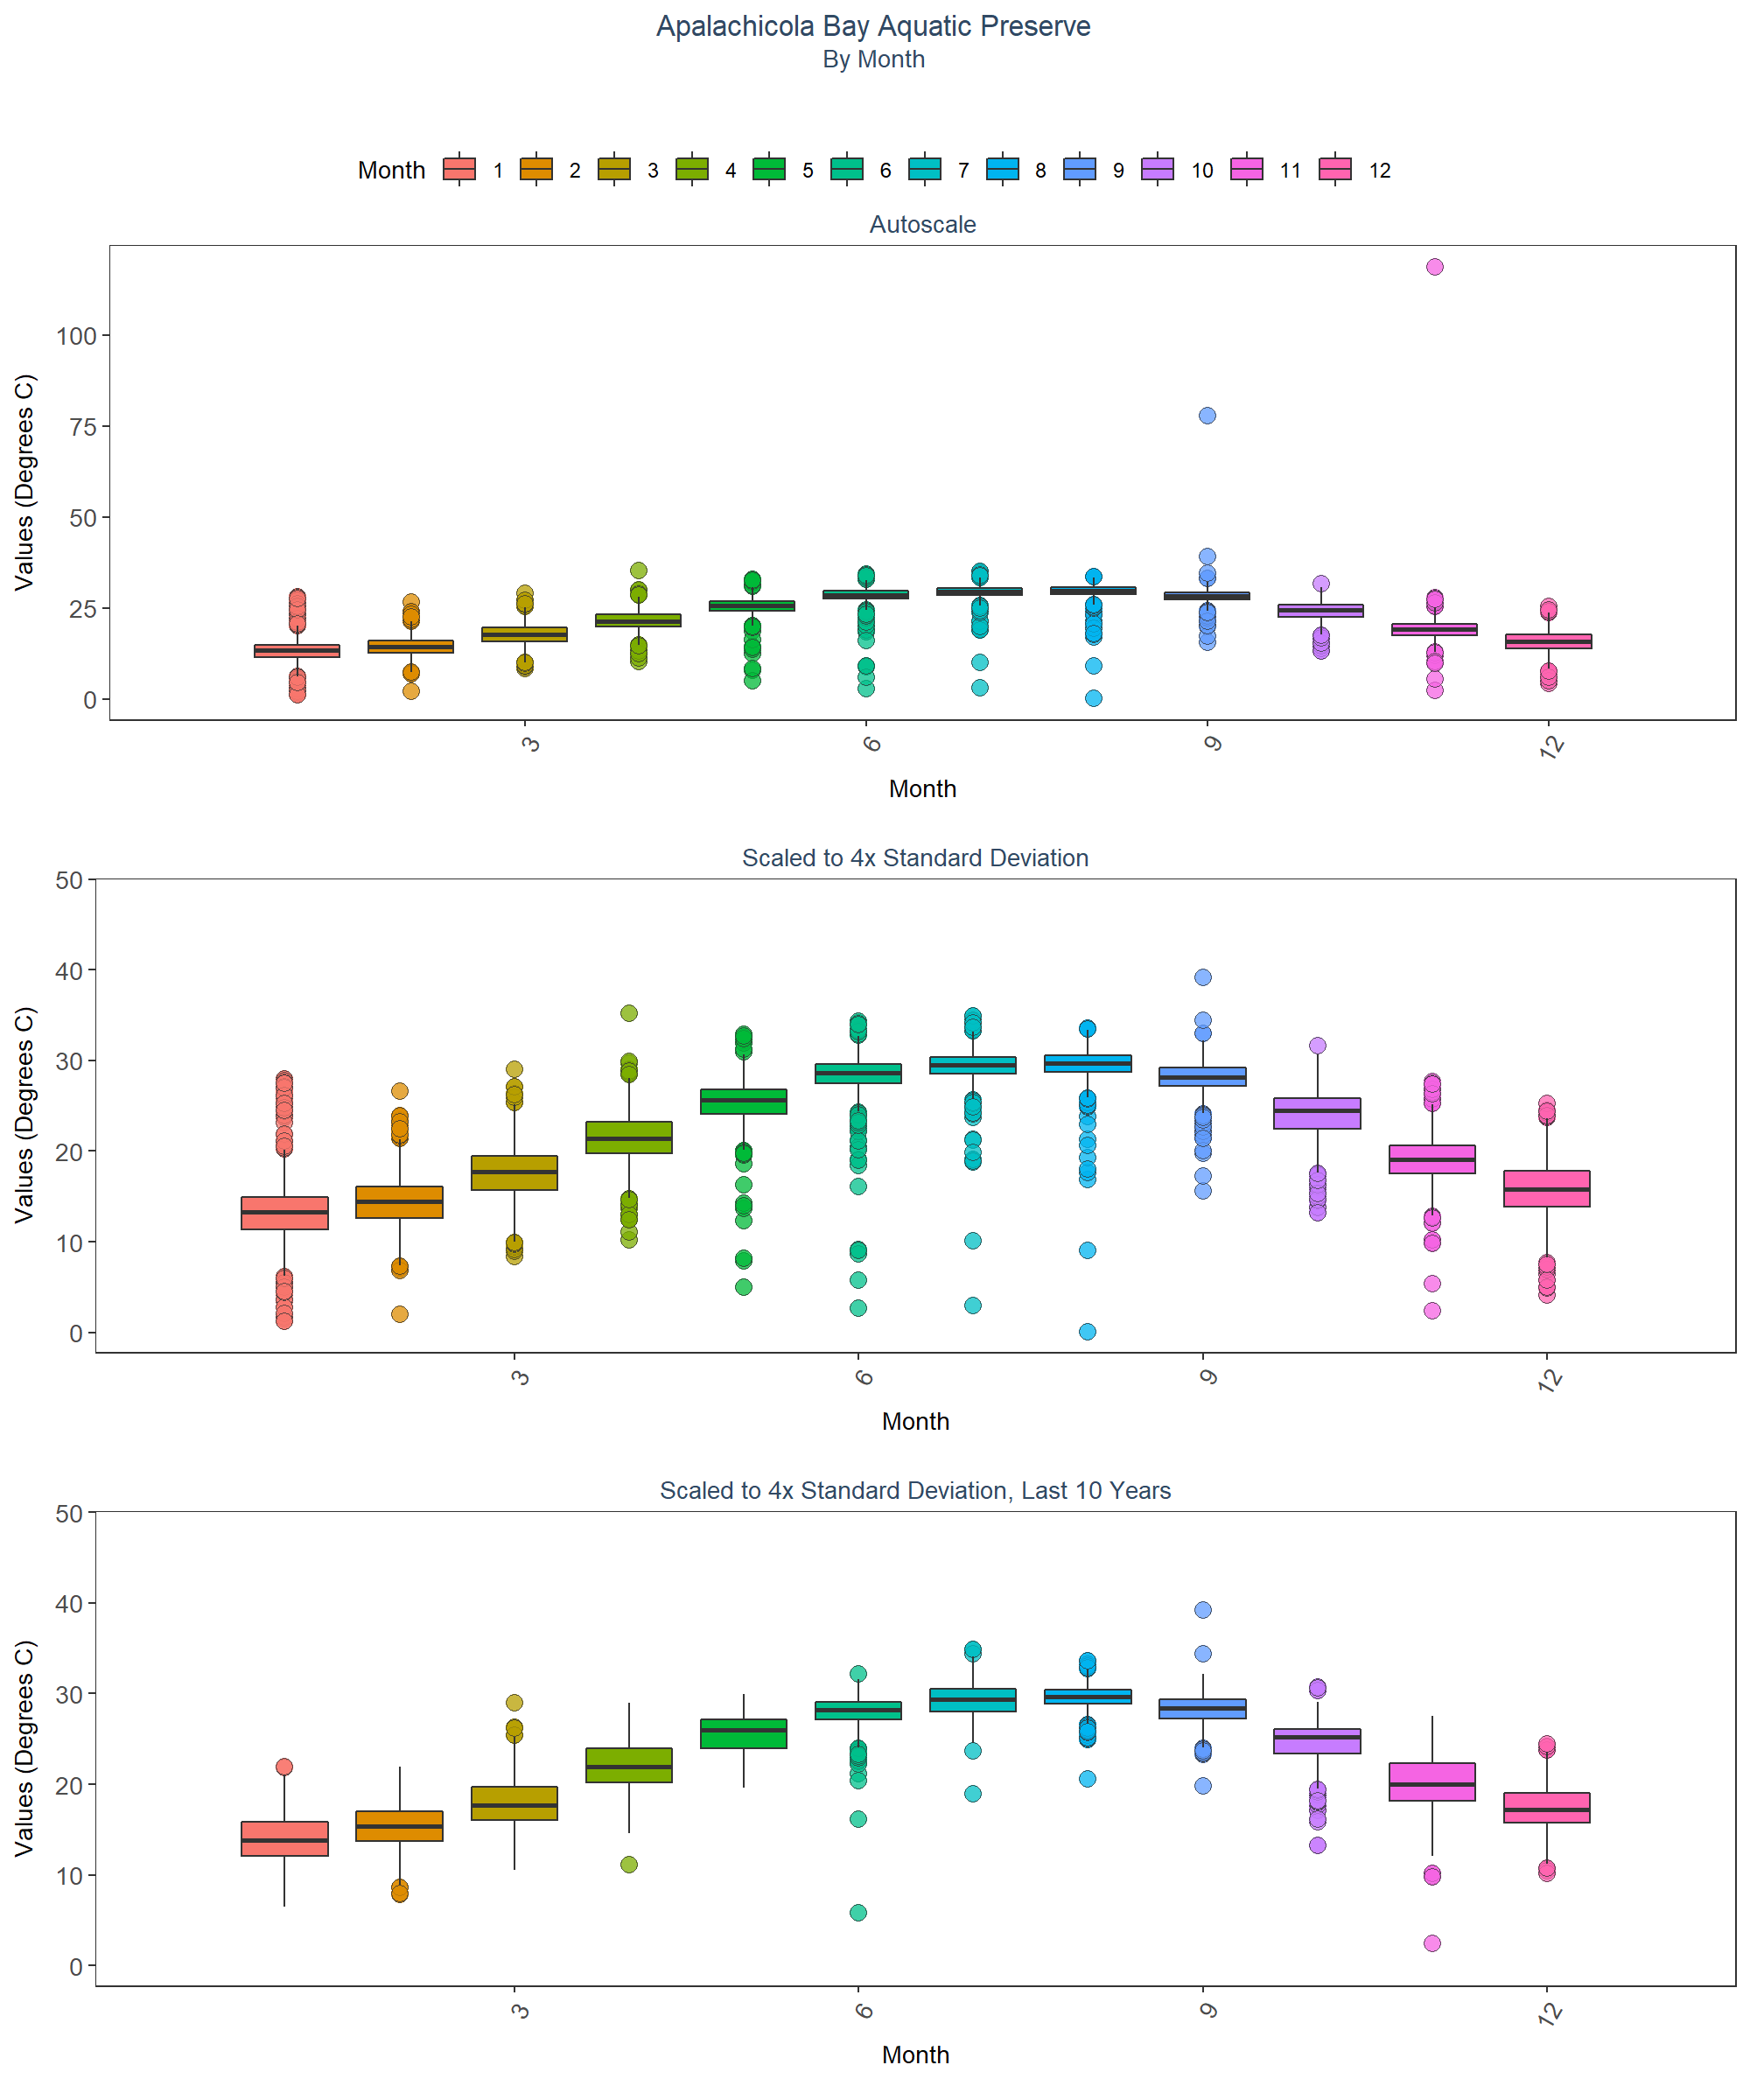 Apalachicola Bay Aquatic Preserve
By Month
Month 1 2 3 4 5 6 7 8 9 10 11 12
Autoscale
Values (Degrees C)
100
75
50
25
0
3 6 9 12
Month
Scaled to 4x Standard Deviation
Values (Degrees C)
50
40
30
20
10
0
3 6 9 12
Month
Scaled to 4x Standard Deviation, Last 10 Years
Values (Degrees C)
50
40
30
20
10
0
3 6 9 12
Month